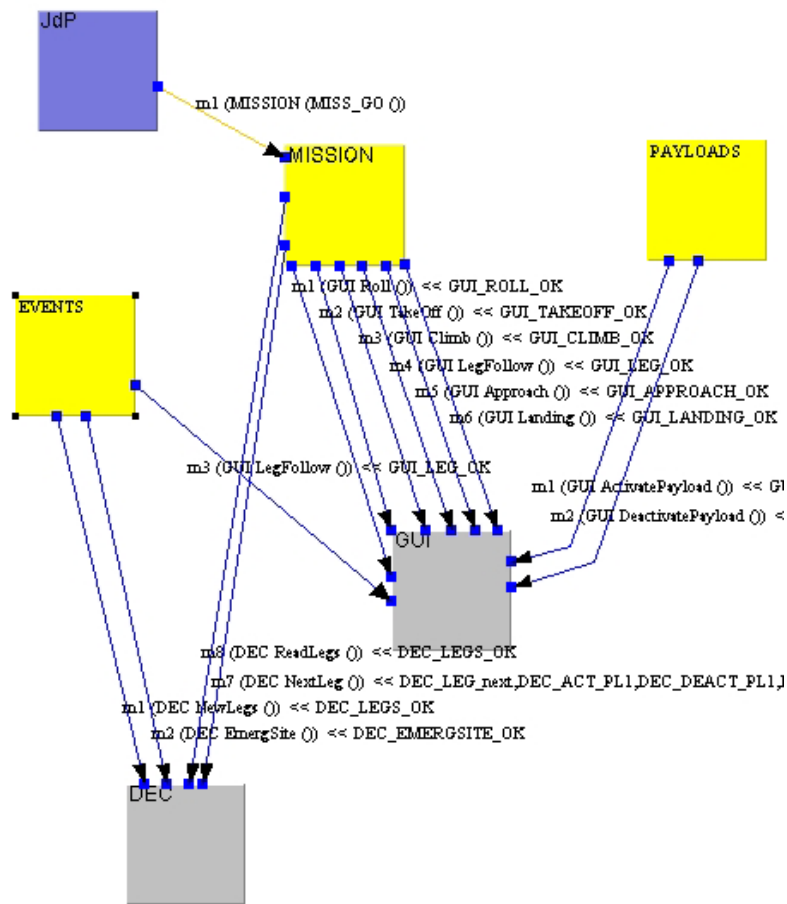 JdP
m1 (MISSION (MISS_GO ())
MISSION
PAYLOADS
m1 (GUI Roll ()) << GUI_ROLL_OK
EVENTS
m2 (GUI TakeOff ()) << GUI_TAKEOFF_OK
m3 (GUI Climb ()) << GUI_CLIMB_OK
m4 (GUI LegFollow ()) << GUI_LEG_OK
m5 (GUI Approach ()) << GUI_APPROACH_OK
m6 (GUI Landing ()) << GUI_LANDING_OK
m3 (GUI LegFollow ()) << GUI_LEG_OK
m1 (GUI ActivatePayload ()) << GU
m2 (GUI DeactivatePayload ()) <
GUI
m8 (DEC ReadLegs ()) << DEC_LEGS_OK
m7 (DEC NextLeg ()) << DEC_LEG_next,DEC_ACT_PL1,DEC_DEACT_PL1,
m1 (DEC NewLegs ()) << DEC_LEGS_OK
m2 (DEC EmergSite ()) << DEC_EMERGSITE_OK
DEC